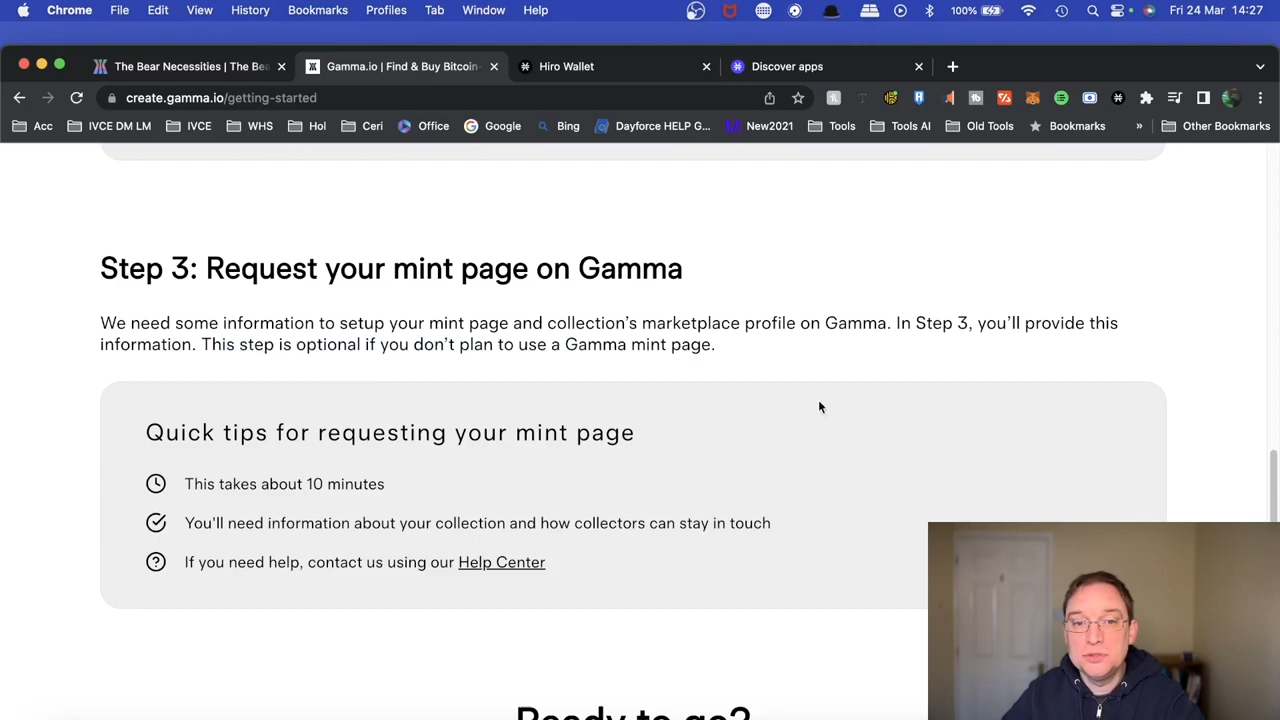 Chrome File Edit View History Bookmarks Profiles Tab Window Help 100% Fri 24 Mar 14:27
The Bear Necessities | The Bea Gamma.io | Find & Buy Bitcoin- Hiro Wallet Discover apps
create.gamma.io/getting-started
Acc IVCE DM LM IVCE WHS Hol Ceri Office Google Bing Dayforce HELP G... New2021 Tools Tools AI Old Tools Bookmarks » Other Bookmarks
Step 3: Request your mint page on Gamma
We need some information to setup your mint page and collection's marketplace profile on Gamma. In Step 3, you'll provide this
information. This step is optional if you don't plan to use a Gamma mint page.
Quick tips for requesting your mint page
This takes about 10 minutes
You'll need information about your collection and how collectors can stay in touch
If you need help, contact us using our Help Center
Ready to go?